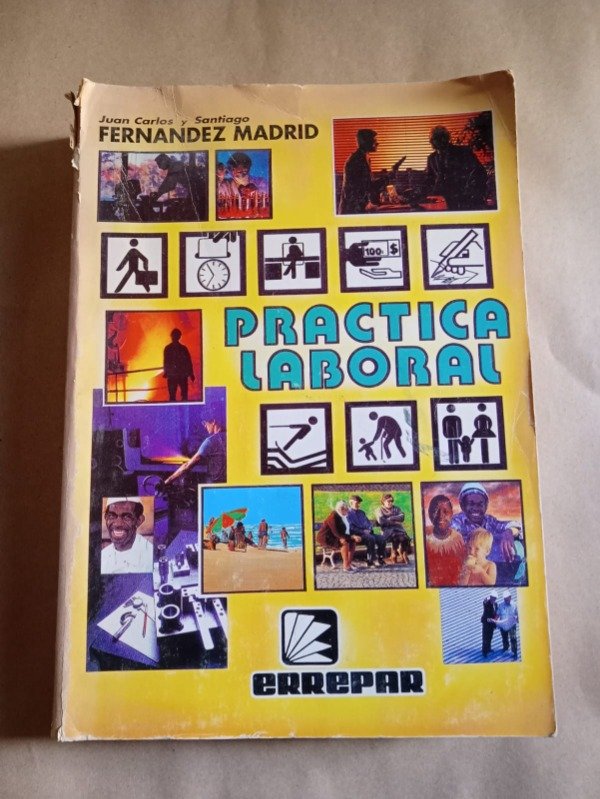 Juan Carlos y Santiago
FERNANDEZ MADRID
100 $
PRACTICA
LABORAL
ERREPAR